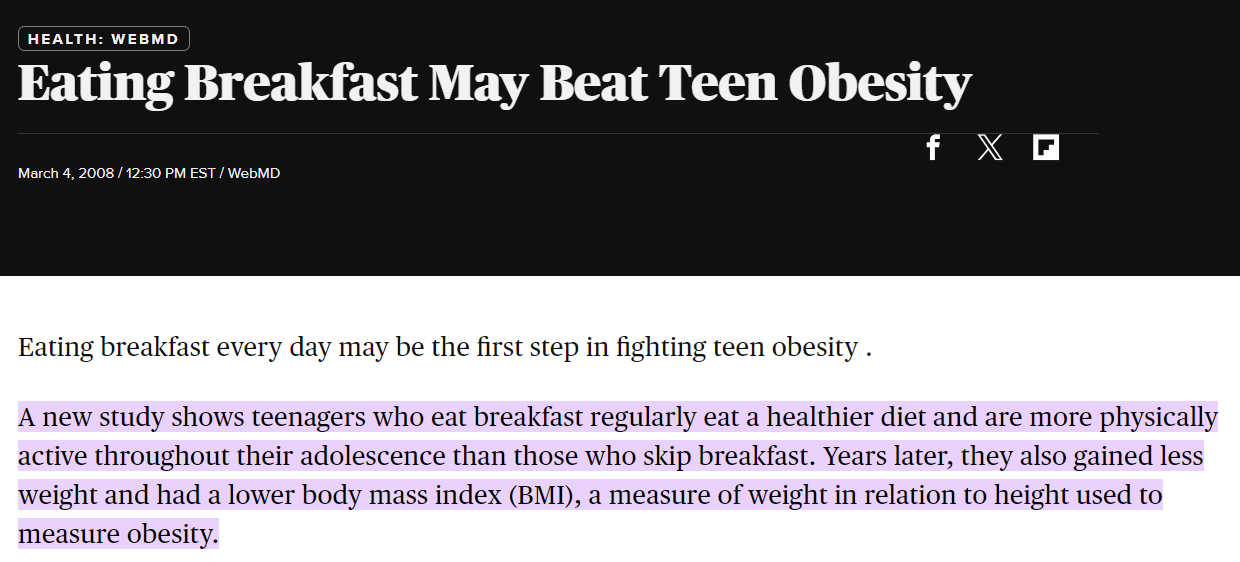 HEALTH: WEBMD
Eating Breakfast May Beat Teen Obesity
March 4, 2008 / 12:30 PM EST / WebMD
Eating breakfast every day may be the first step in fighting teen obesity .
A new study shows teenagers who eat breakfast regularly eat a healthier diet and are more physically
active throughout their adolescence than those who skip breakfast. Years later, they also gained less
weight and had a lower body mass index (BMI), a measure of weight in relation to height used to
measure obesity.